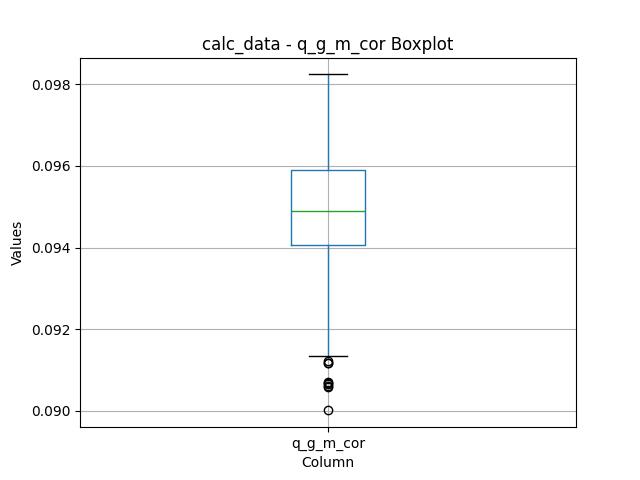 calc_data - q_g_m_cor Boxplot
0.098
0.096
0.094
0.092
0.090
Values
q_g_m_cor
Column